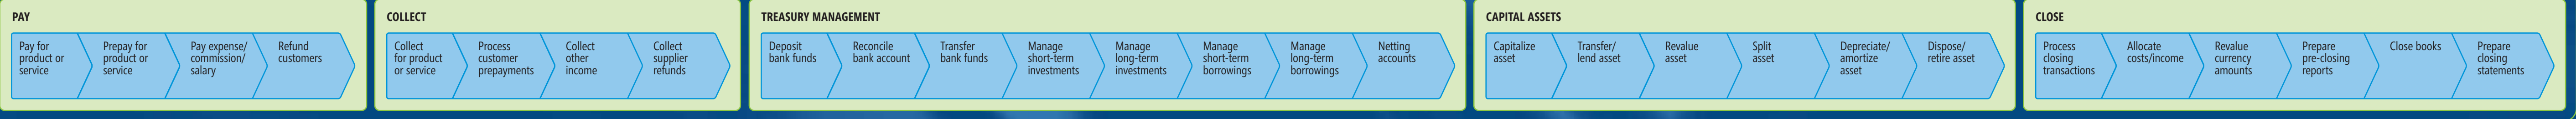 PAY
Pay for
product or
service
Prepay for
product or
service
Pay expense/
commission/
salary
Refund
customers
COLLECT
Collect
for product
or service
Process
customer
prepayments
Collect
other
income
Collect
supplier
refunds
TREASURY MANAGEMENT
Deposit
bank funds
Reconcile
bank account
Transfer
bank funds
Manage
short-term
investments
Manage
long-term
investments
Manage
short-term
borrowings
Manage
long-term
borrowings
Netting
accounts
CAPITAL ASSETS
Capitalize
asset
Transfer/
lend asset
Revalue
asset
Split
asset
Depreciate/
amortize
asset
Dispose/
retire asset
CLOSE
Process
closing
transactions
Allocate
costs/income
Revalue
currency
amounts
Prepare
pre-closing
reports
Close books
Prepare
closing
statements